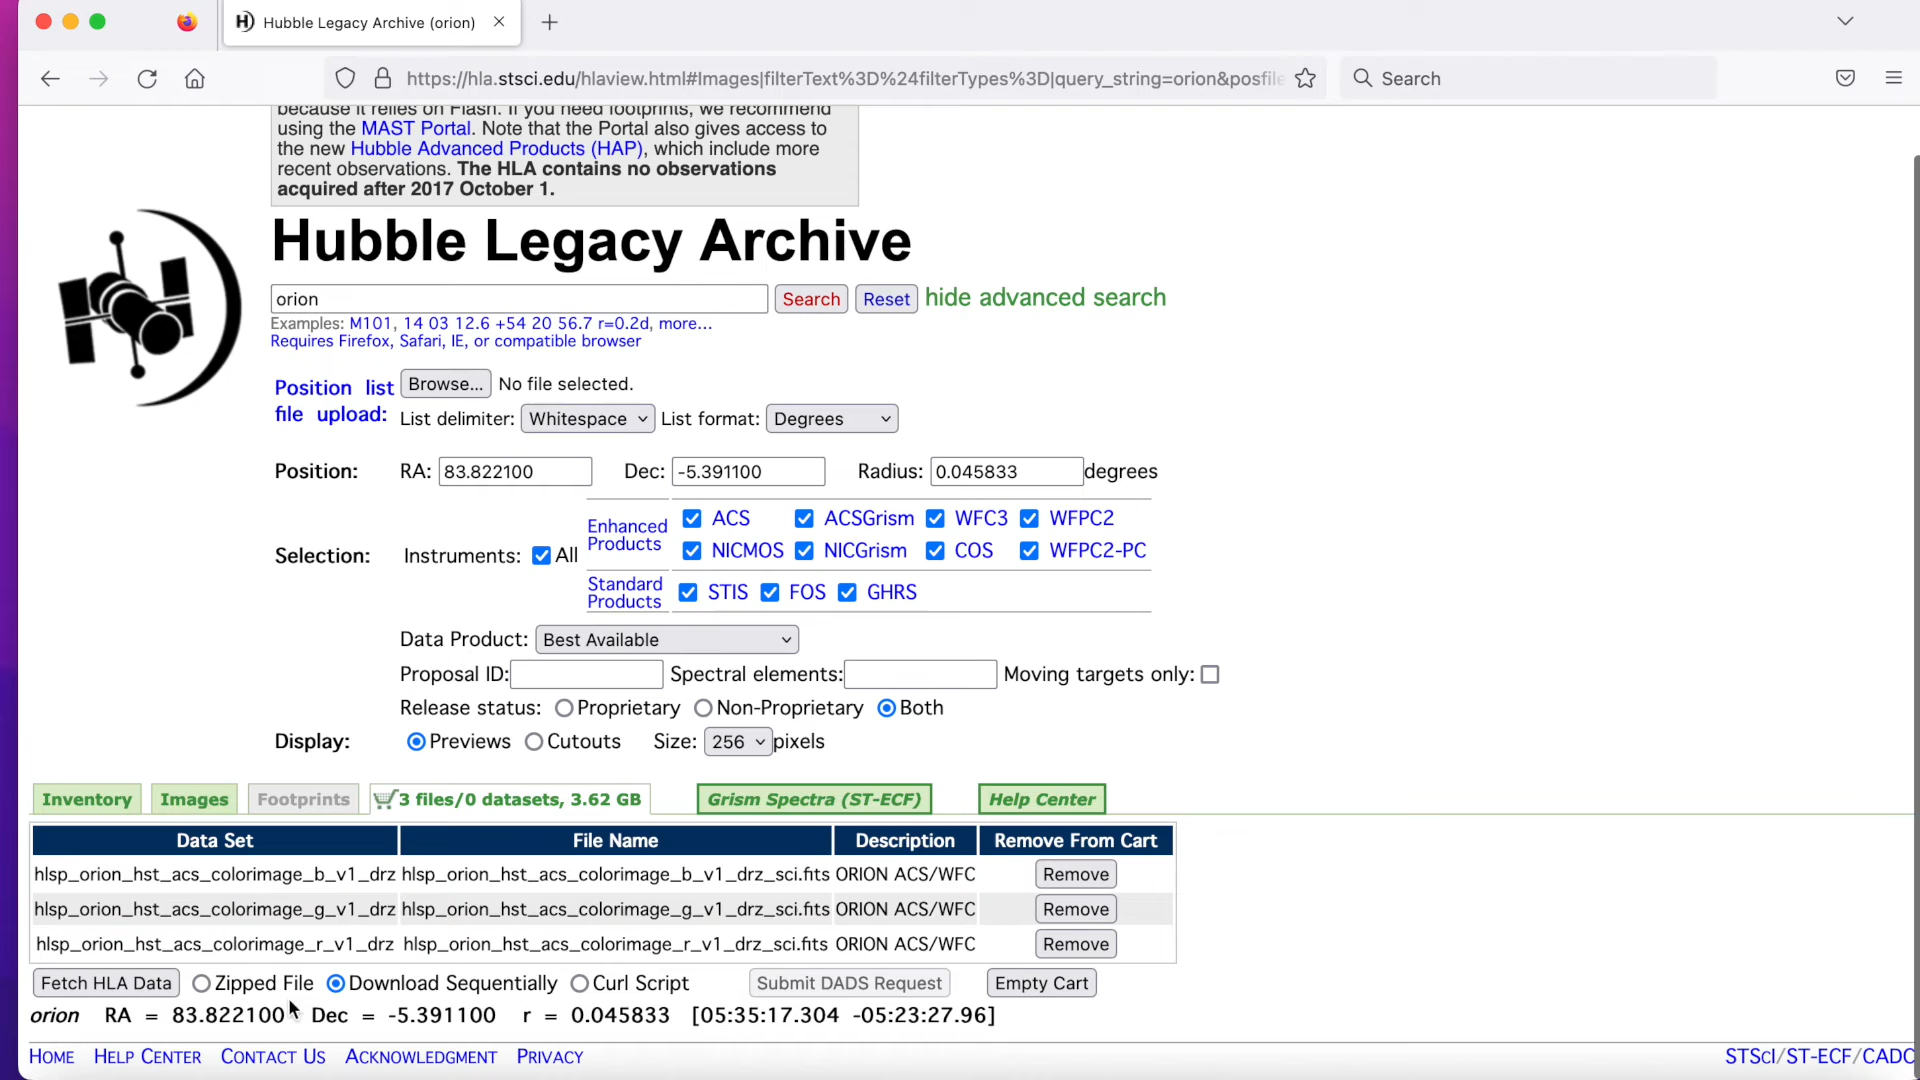 Hubble Legacy Archive (orion)
https://hla.stsci.edu/hlaview.html#Images|filterText%3D%24filterTypes%3D|query_string=orion&posfile
Search
because it relies on Flash. If you need footprints, we recommend
using the MAST Portal. Note that the Portal also gives access to
the new Hubble Advanced Products (HAP), which include more
recent observations. The HLA contains no observations
acquired after 2017 October 1.
Hubble Legacy Archive
orion Search Reset hide advanced search
Examples: M101, 14 03 12.6 +54 20 56.7 r=0.2d, more...
Requires Firefox, Safari, IE, or compatible browser
Position list file upload: Browse... No file selected.
List delimiter: Whitespace List format: Degrees
Position: RA: 83.822100 Dec: -5.391100 Radius: 0.045833 degrees
Selection: Instruments: All
Enhanced Products ACS ACSGrism WFC3 WFPC2
NICMOS NICGrism COS WFPC2-PC
Standard Products STIS FOS GHRS
Data Product: Best Available
Proposal ID: Spectral elements: Moving targets only:
Release status: Proprietary Non-Proprietary Both
Display: Previews Cutouts Size: 256 pixels
Inventory Images Footprints 3 files/0 datasets, 3.62 GB Grism Spectra (ST-ECF) Help Center
Data Set File Name Description Remove From Cart
hlsp_orion_hst_acs_colorimage_b_v1_drz hlsp_orion_hst_acs_colorimage_b_v1_drz_sci.fits ORION ACS/WFC Remove
hlsp_orion_hst_acs_colorimage_g_v1_drz hlsp_orion_hst_acs_colorimage_g_v1_drz_sci.fits ORION ACS/WFC Remove
hlsp_orion_hst_acs_colorimage_r_v1_drz hlsp_orion_hst_acs_colorimage_r_v1_drz_sci.fits ORION ACS/WFC Remove
Fetch HLA Data Zipped File Download Sequentially Curl Script Submit DADS Request Empty Cart
orion RA = 83.822100 Dec = -5.391100 r = 0.045833 [05:35:17.304 -05:23:27.96]
HOME HELP CENTER CONTACT US ACKNOWLEDGMENT PRIVACY STScI/ST-ECF/CADC